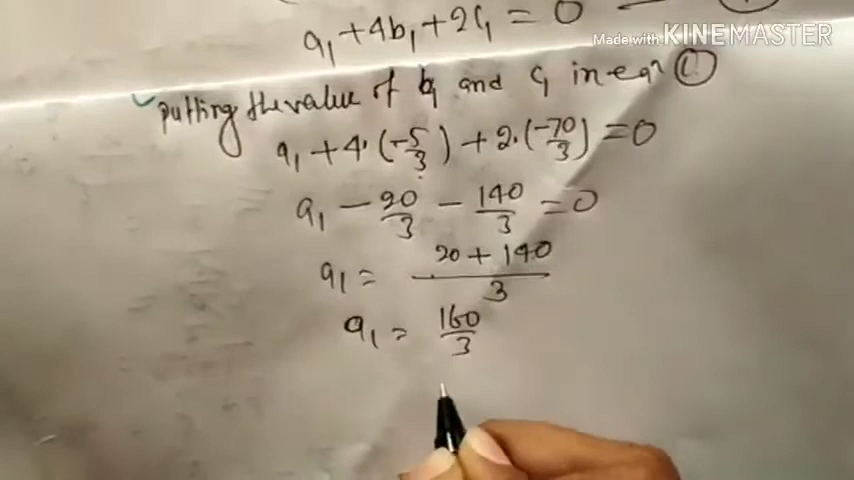 a₁ + 4b₁ + 2c₁ = 0 —
Made with KINEMASTER
putting the value of b₁ and c₁ in eqn ①
a₁ + 4.(-5/3) + 2.(-70/3) = 0
a₁ - 20/3 - 140/3 = 0
a₁ = 20 + 140 / 3
a₁ = 160/3